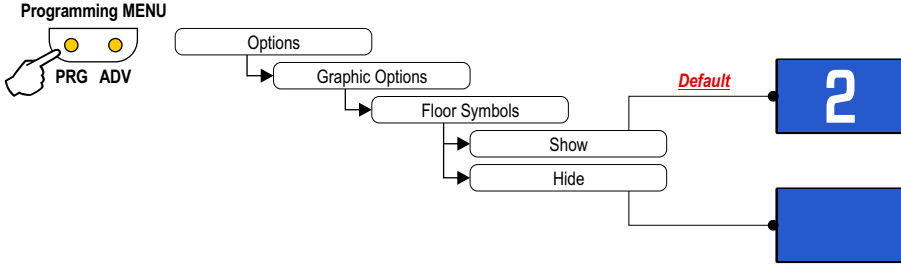 Programming MENU
PRG ADV
Options
Graphic Options
Floor Symbols
Show
Hide
Default
2